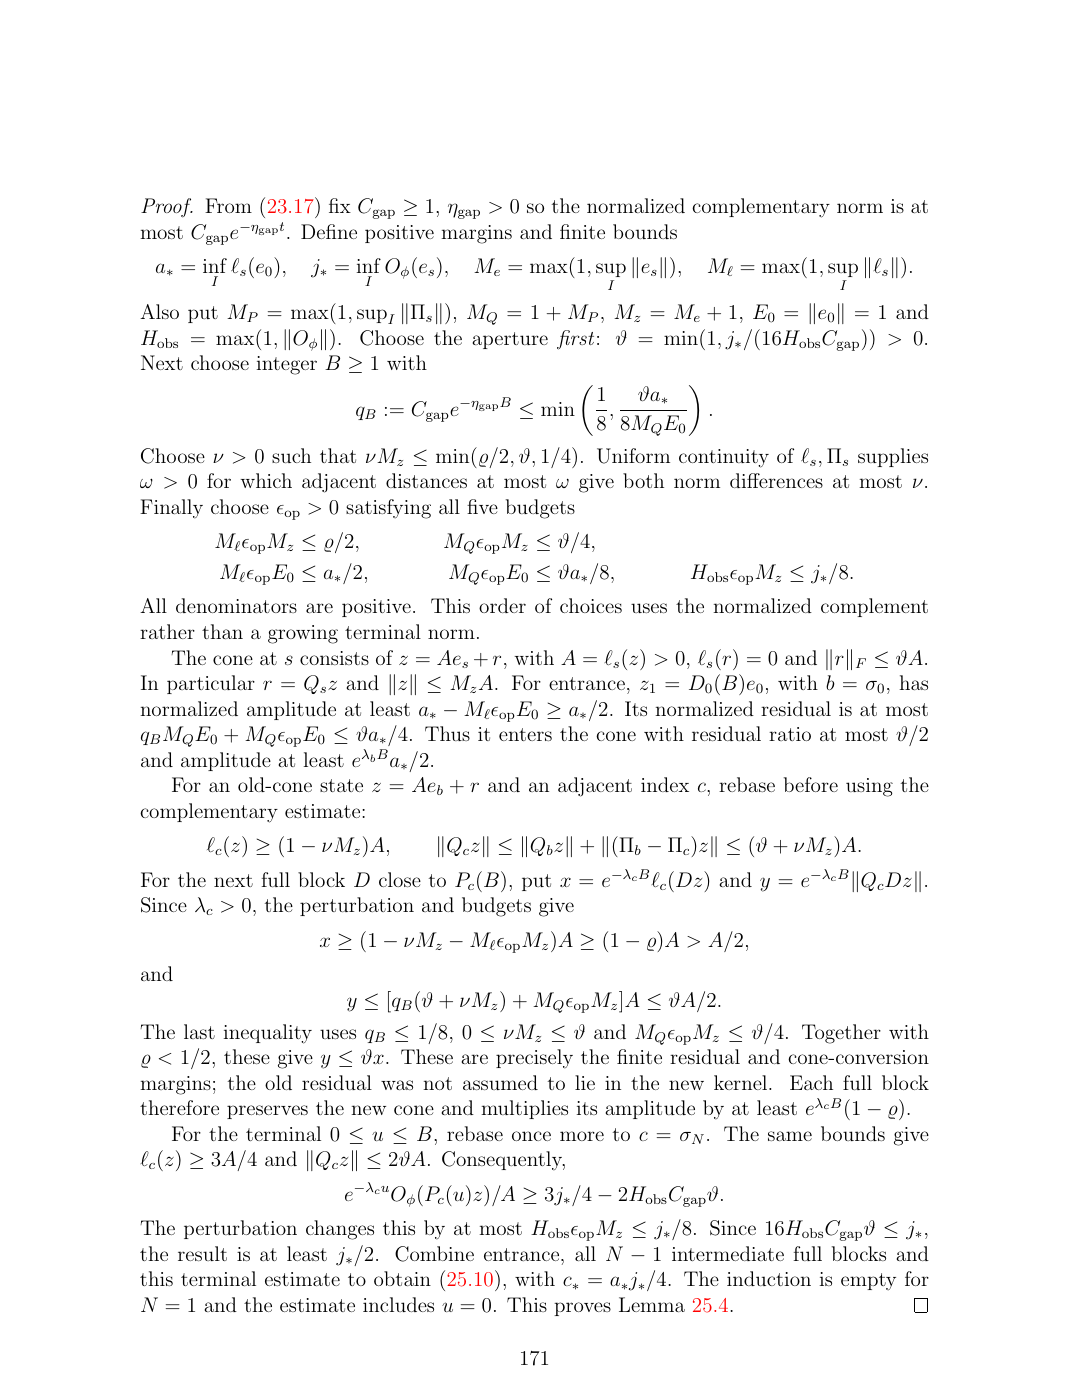 Proof. From (23.17) fix C_gap ≥ 1, η_gap > 0 so the normalized complementary norm is at
most C_gap e^{−η_gap t}. Define positive margins and finite bounds
a_* = inf_I ℓ_s(e_0), j_* = inf_I O_ϕ(e_s), M_e = max(1, sup_I ‖e_s‖), M_ℓ = max(1, sup_I ‖ℓ_s‖).
Also put M_P = max(1, sup_I ‖Π_s‖), M_Q = 1 + M_P, M_z = M_e + 1, E_0 = ‖e_0‖ = 1 and
H_obs = max(1, ‖O_ϕ‖). Choose the aperture first: ϑ = min(1, j_*/(16H_obs C_gap)) > 0.
Next choose integer B ≥ 1 with
q_B := C_gap e^{−η_gap B} ≤ min (1/8, ϑa_*/(8M_Q E_0)).
Choose ν > 0 such that νM_z ≤ min(ϱ/2, ϑ, 1/4). Uniform continuity of ℓ_s, Π_s supplies
ω > 0 for which adjacent distances at most ω give both norm differences at most ν.
Finally choose ϵ_op > 0 satisfying all five budgets
M_ℓ ϵ_op M_z ≤ ϱ/2, M_Q ϵ_op M_z ≤ ϑ/4,
M_ℓ ϵ_op E_0 ≤ a_*/2, M_Q ϵ_op E_0 ≤ ϑa_*/8, H_obs ϵ_op M_z ≤ j_*/8.
All denominators are positive. This order of choices uses the normalized complement
rather than a growing terminal norm.
The cone at s consists of z = Ae_s + r, with A = ℓ_s(z) > 0, ℓ_s(r) = 0 and ‖r‖_F ≤ ϑA.
In particular r = Q_s z and ‖z‖ ≤ M_z A. For entrance, z_1 = D_0(B)e_0, with b = σ_0, has
normalized amplitude at least a_* − M_ℓ ϵ_op E_0 ≥ a_*/2. Its normalized residual is at most
q_B M_Q E_0 + M_Q ϵ_op E_0 ≤ ϑa_*/4. Thus it enters the cone with residual ratio at most ϑ/2
and amplitude at least e^{λ_b B} a_*/2.
For an old-cone state z = Ae_b + r and an adjacent index c, rebase before using the
complementary estimate:
ℓ_c(z) ≥ (1 − νM_z)A, ‖Q_c z‖ ≤ ‖Q_b z‖ + ‖(Π_b − Π_c)z‖ ≤ (ϑ + νM_z)A.
For the next full block D close to P_c(B), put x = e^{−λ_c B} ℓ_c(Dz) and y = e^{−λ_c B} ‖Q_c Dz‖.
Since λ_c > 0, the perturbation and budgets give
x ≥ (1 − νM_z − M_ℓ ϵ_op M_z)A ≥ (1 − ϱ)A > A/2,
and
y ≤ [q_B(ϑ + νM_z) + M_Q ϵ_op M_z]A ≤ ϑA/2.
The last inequality uses q_B ≤ 1/8, 0 ≤ νM_z ≤ ϑ and M_Q ϵ_op M_z ≤ ϑ/4. Together with
ϱ < 1/2, these give y ≤ ϑx. These are precisely the finite residual and cone-conversion
margins; the old residual was not assumed to lie in the new kernel. Each full block
therefore preserves the new cone and multiplies its amplitude by at least e^{λ_c B}(1 − ϱ).
For the terminal 0 ≤ u ≤ B, rebase once more to c = σ_N. The same bounds give
ℓ_c(z) ≥ 3A/4 and ‖Q_c z‖ ≤ 2ϑA. Consequently,
e^{−λ_c u} O_ϕ(P_c(u)z)/A ≥ 3j_*/4 − 2H_obs C_gap ϑ.
The perturbation changes this by at most H_obs ϵ_op M_z ≤ j_*/8. Since 16H_obs C_gap ϑ ≤ j_*,
the result is at least j_*/2. Combine entrance, all N − 1 intermediate full blocks and
this terminal estimate to obtain (25.10), with c_* = a_* j_*/4. The induction is empty for
N = 1 and the estimate includes u = 0. This proves Lemma 25.4. □
171